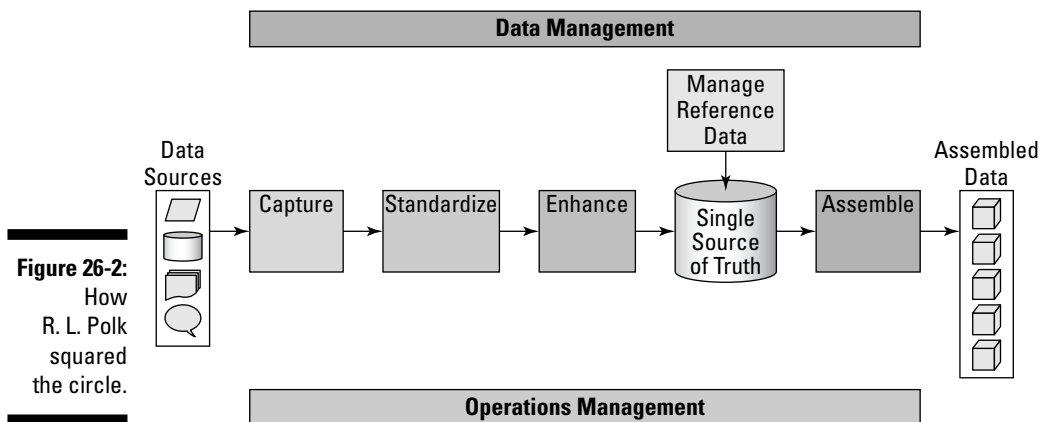 Data Management
Manage
Reference
Data
Data
Sources
Assembled
Data
Capture
Standardize
Enhance
Single
Source
of Truth
Assemble
Figure 26-2:
How
R. L. Polk
squared
the circle.
Operations Management